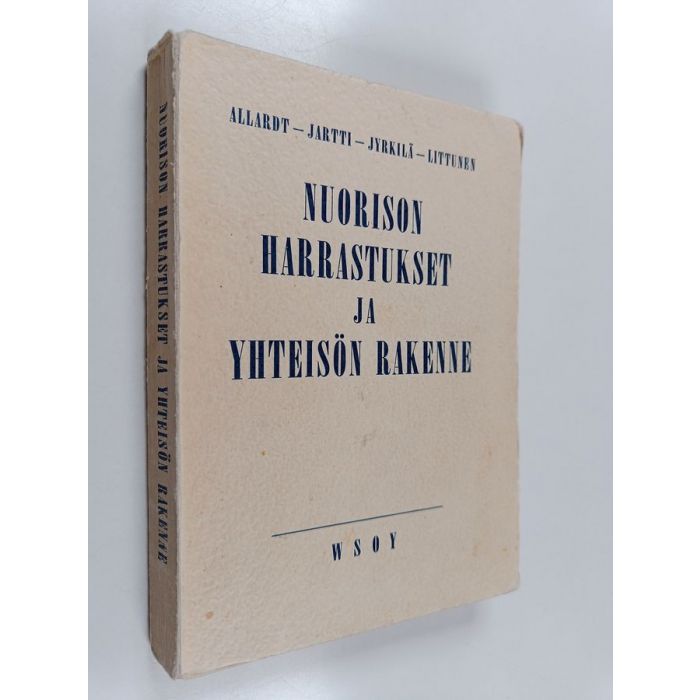 ALLARDT – JARTTI – JYRKILÄ – LITTUNEN
NUORISON
HARRASTUKSET
JA
YHTEISÖN RAKENNE
WSOY
NUORISON HARRASTUKSET JA YHTEISÖN RAKENNE